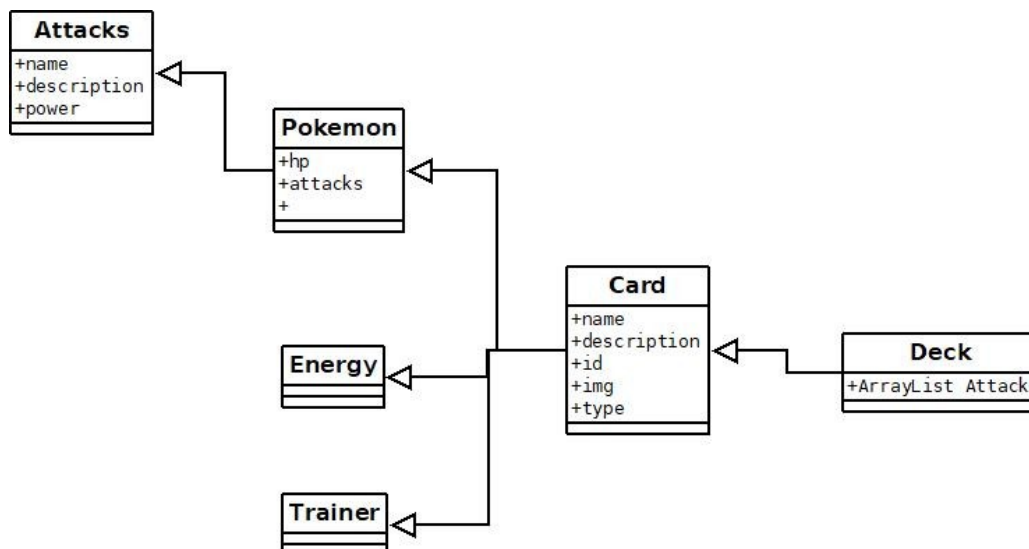 Attacks
+name
+description
+power
Pokemon
+hp
+attacks
+
Card
+name
+description
+id
+img
+type
Deck
+ArrayList Attack
Energy
Trainer